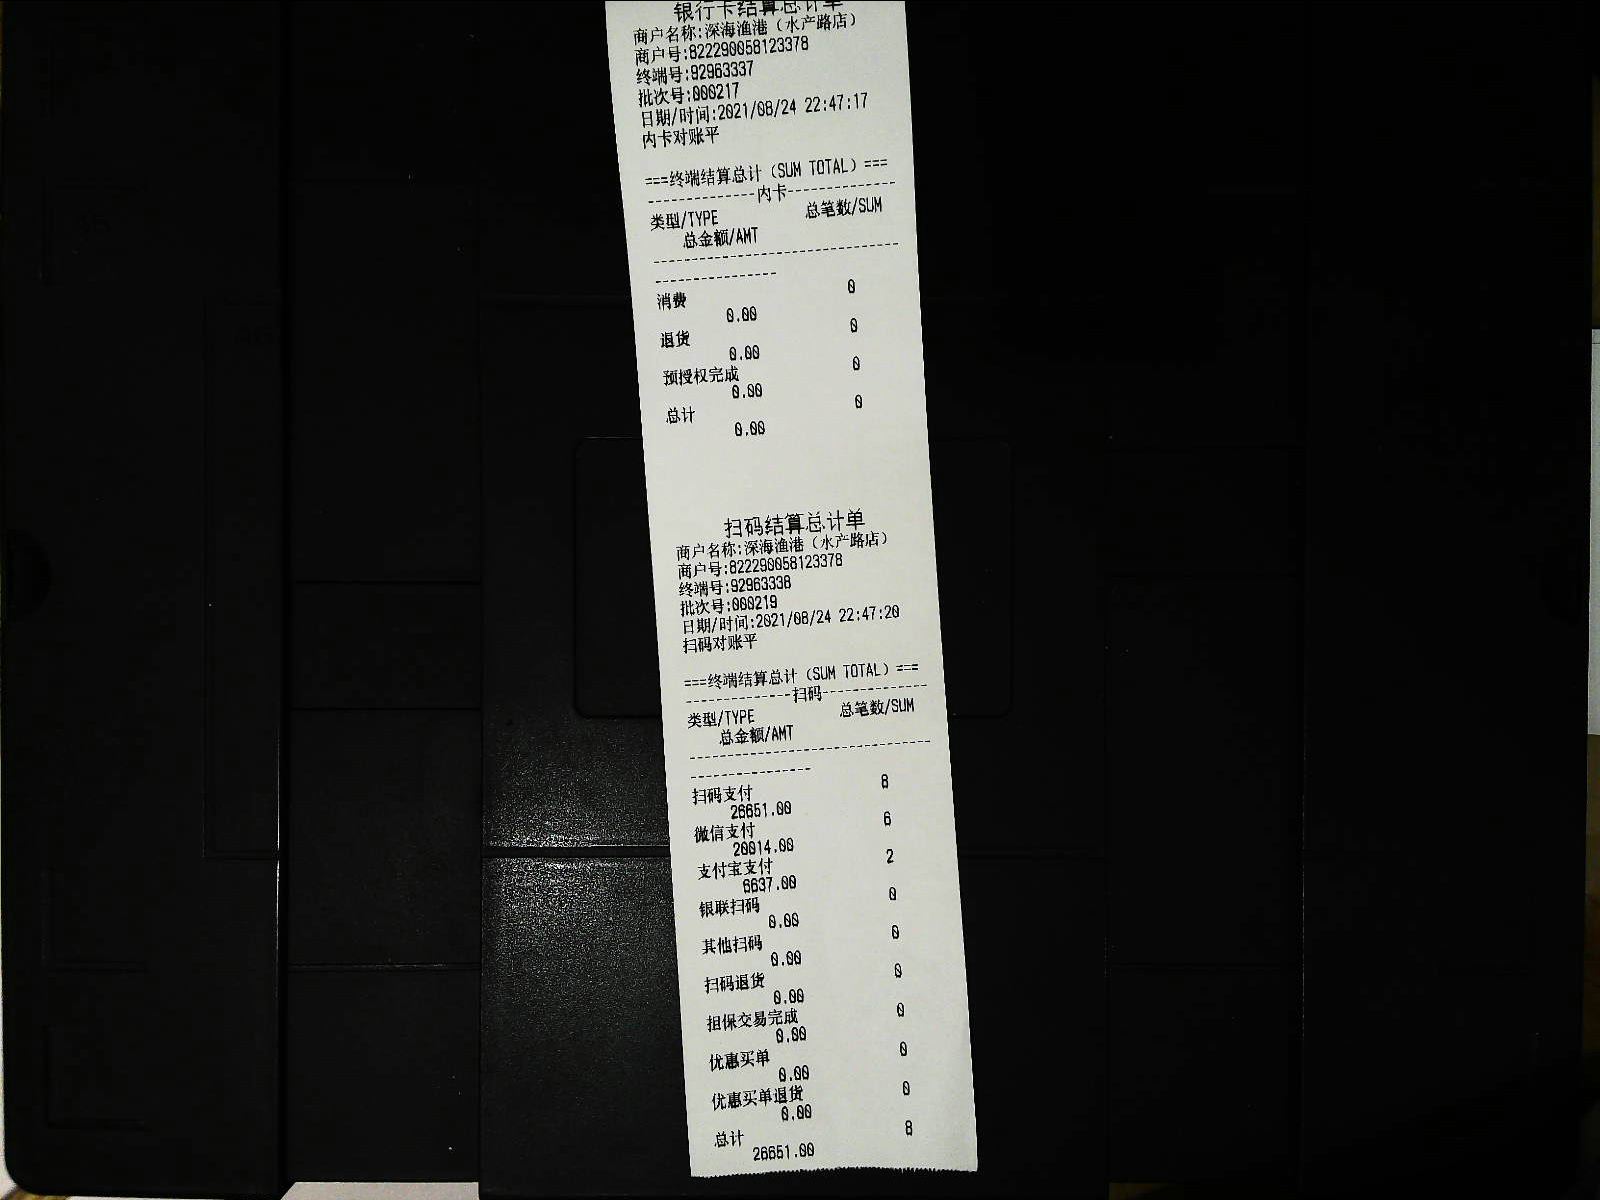 银行卡结算总计单
商户名称:深海渔港（水产路店）
商户号:822290058123378
终端号:92963337
批次号:000217
日期/时间:2021/08/24 22:47:17
内卡对账平
===终端结算总计（SUM TOTAL）===
---------------内卡---------------
类型/TYPE 总笔数/SUM
总金额/AMT
----------------------------------
-----------------
消费 0
0.00
退货 0
0.00
预授权完成 0
0.00
总计 0
0.00
扫码结算总计单
商户名称:深海渔港（水产路店）
商户号:822290058123378
终端号:92963338
批次号:000219
日期/时间:2021/08/24 22:47:20
扫码对账平
===终端结算总计（SUM TOTAL）===
---------------扫码---------------
类型/TYPE 总笔数/SUM
总金额/AMT
----------------------------------
-----------------
扫码支付 8
26651.00
微信支付 6
20014.00
支付宝支付 2
6637.00
银联扫码 0
0.00
其他扫码 0
0.00
扫码退货 0
0.00
担保交易完成 0
0.00
优惠买单 0
0.00
优惠买单退货 0
0.00
总计 8
26651.00